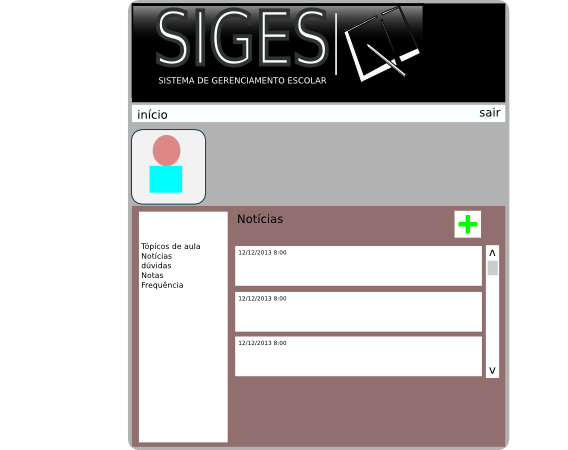 SIGES
SISTEMA DE GERENCIAMENTO ESCOLAR
início
sair
Notícias
Tópicos de aula
Notícias
dúvidas
Notas
Frequência
12/12/2013 8:00
12/12/2013 8:00
12/12/2013 8:00